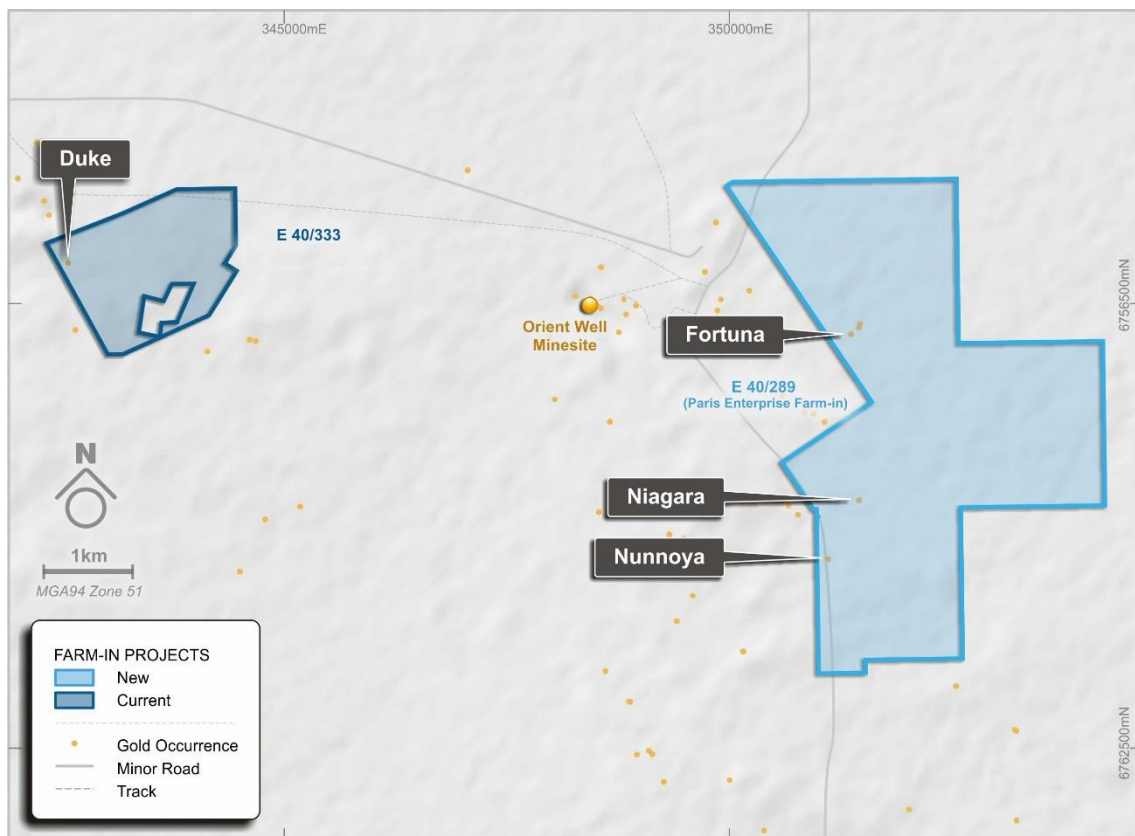 345000mE
350000mE
Duke
E 40/333
6756500mN
Orient Well
Minesite
Fortuna
E 40/289
(Paris Enterprise Farm-in)
N
Niagara
1km
Nunnoya
MGA94 Zone 51
FARM-IN PROJECTS
New
Current
Gold Occurrence
Minor Road
Track
6762500mN